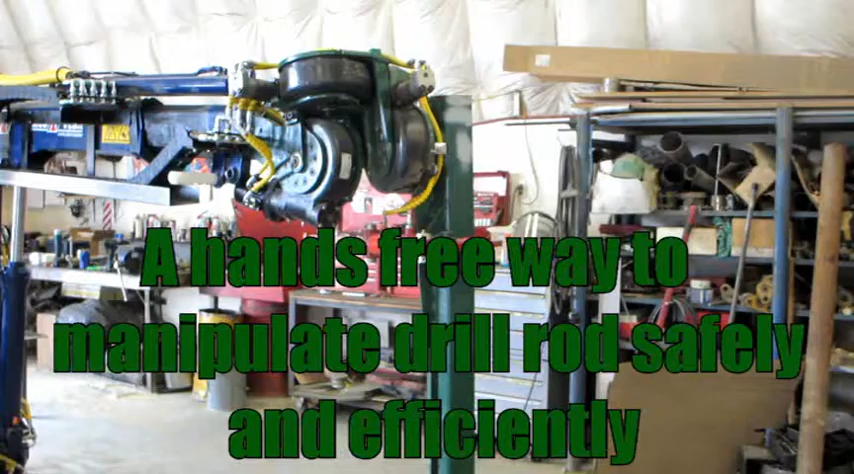 A hands free way to
manipulate drill rod safely
and efficiently